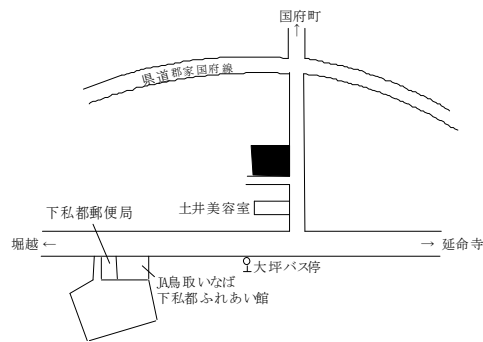 国府町
↑
県道郡家国府線
土井美容室
下私都郵便局
堀越←
→延命寺
大坪バス停
JA鳥取いなば
下私都ふれあい館